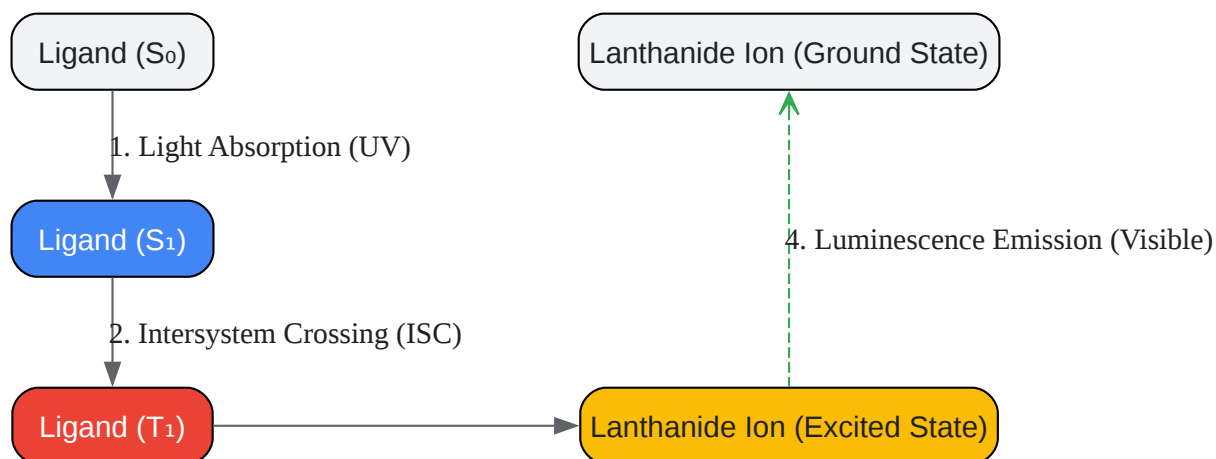 Ligand (S₀)
Lanthanide Ion (Ground State)
1. Light Absorption (UV)
Ligand (S₁)
4. Luminescence Emission (Visible)
2. Intersystem Crossing (ISC)
Ligand (T₁)
Lanthanide Ion (Excited State)